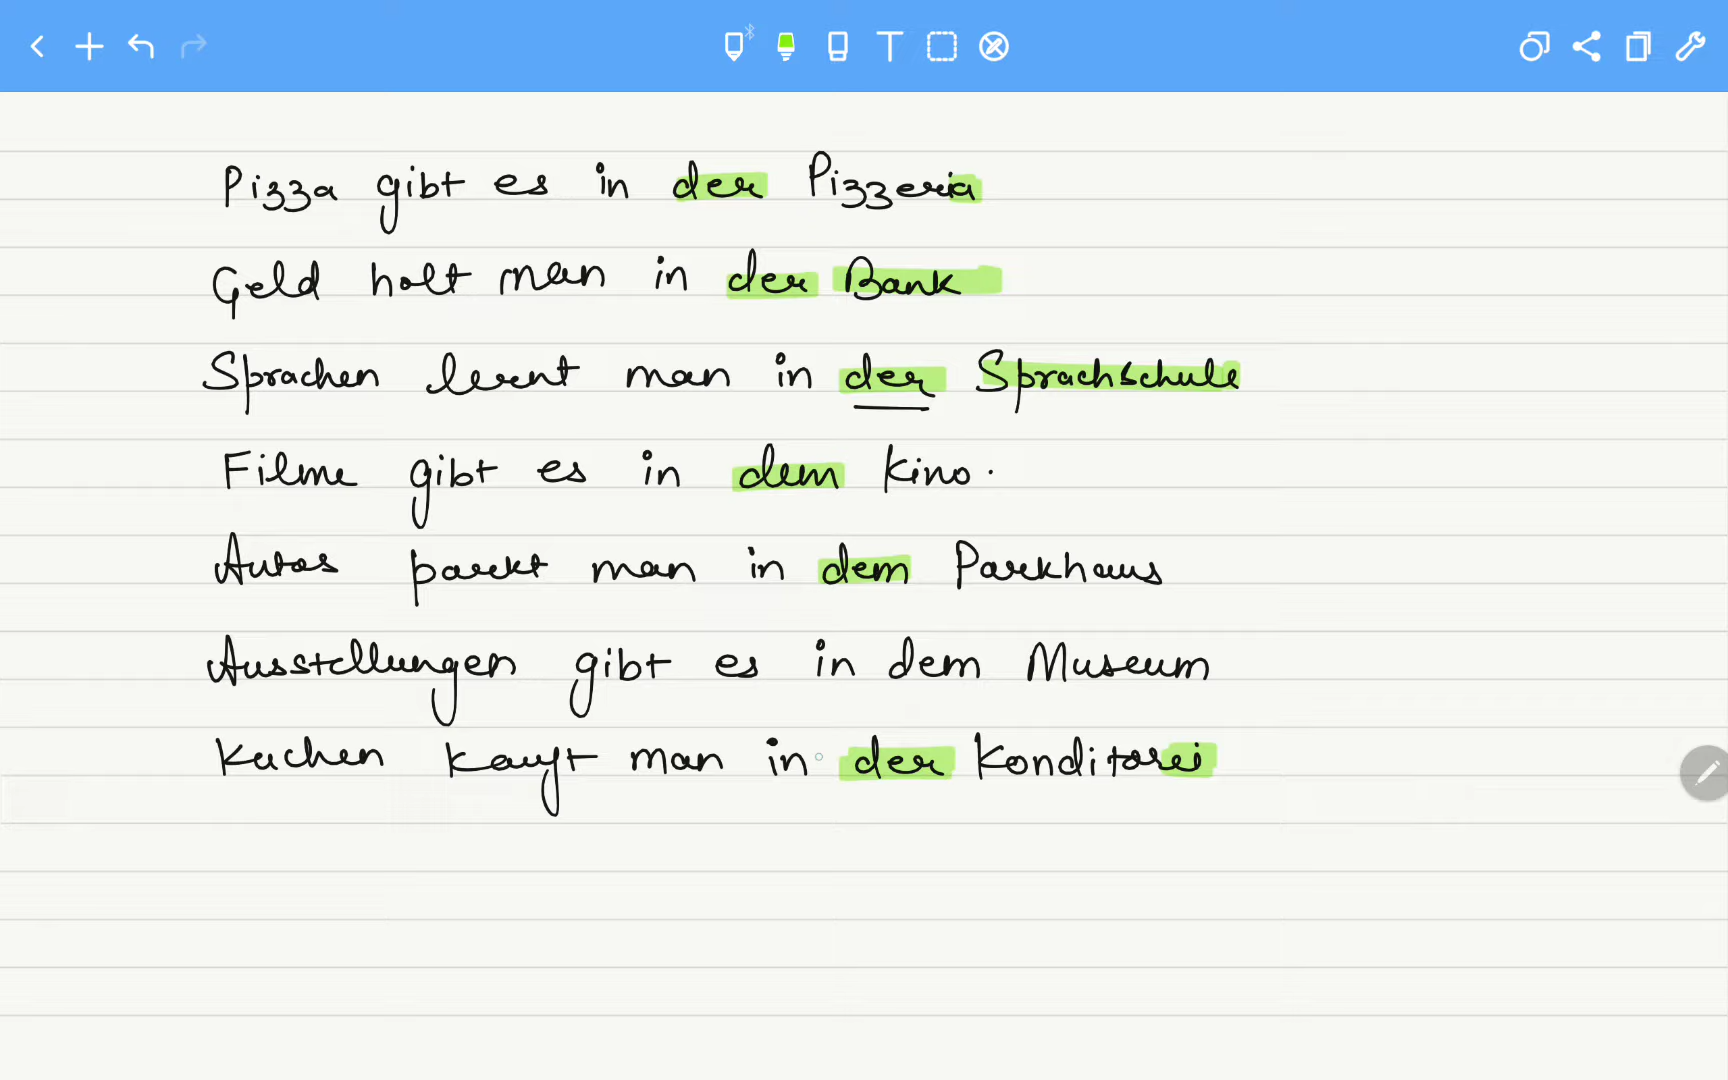 Pizza gibt es in der Pizzeria
Geld holt man in der Bank
Sprachen lernt man in der Sprachschule
Filme gibt es in dem Kino.
Autos parkt man in dem Parkhaus
Ausstellungen gibt es in dem Museum
Kuchen kauft man in der Konditorei